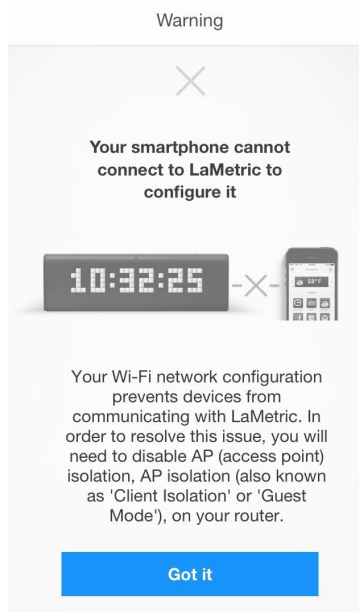 Warning
Your smartphone cannot
connect to LaMetric to
configure it
10:32:25
68°F
Your Wi-Fi network configuration
prevents devices from
communicating with LaMetric. In
order to resolve this issue, you will
need to disable AP (access point)
isolation, AP isolation (also known
as 'Client Isolation' or 'Guest
Mode'), on your router.
Got it